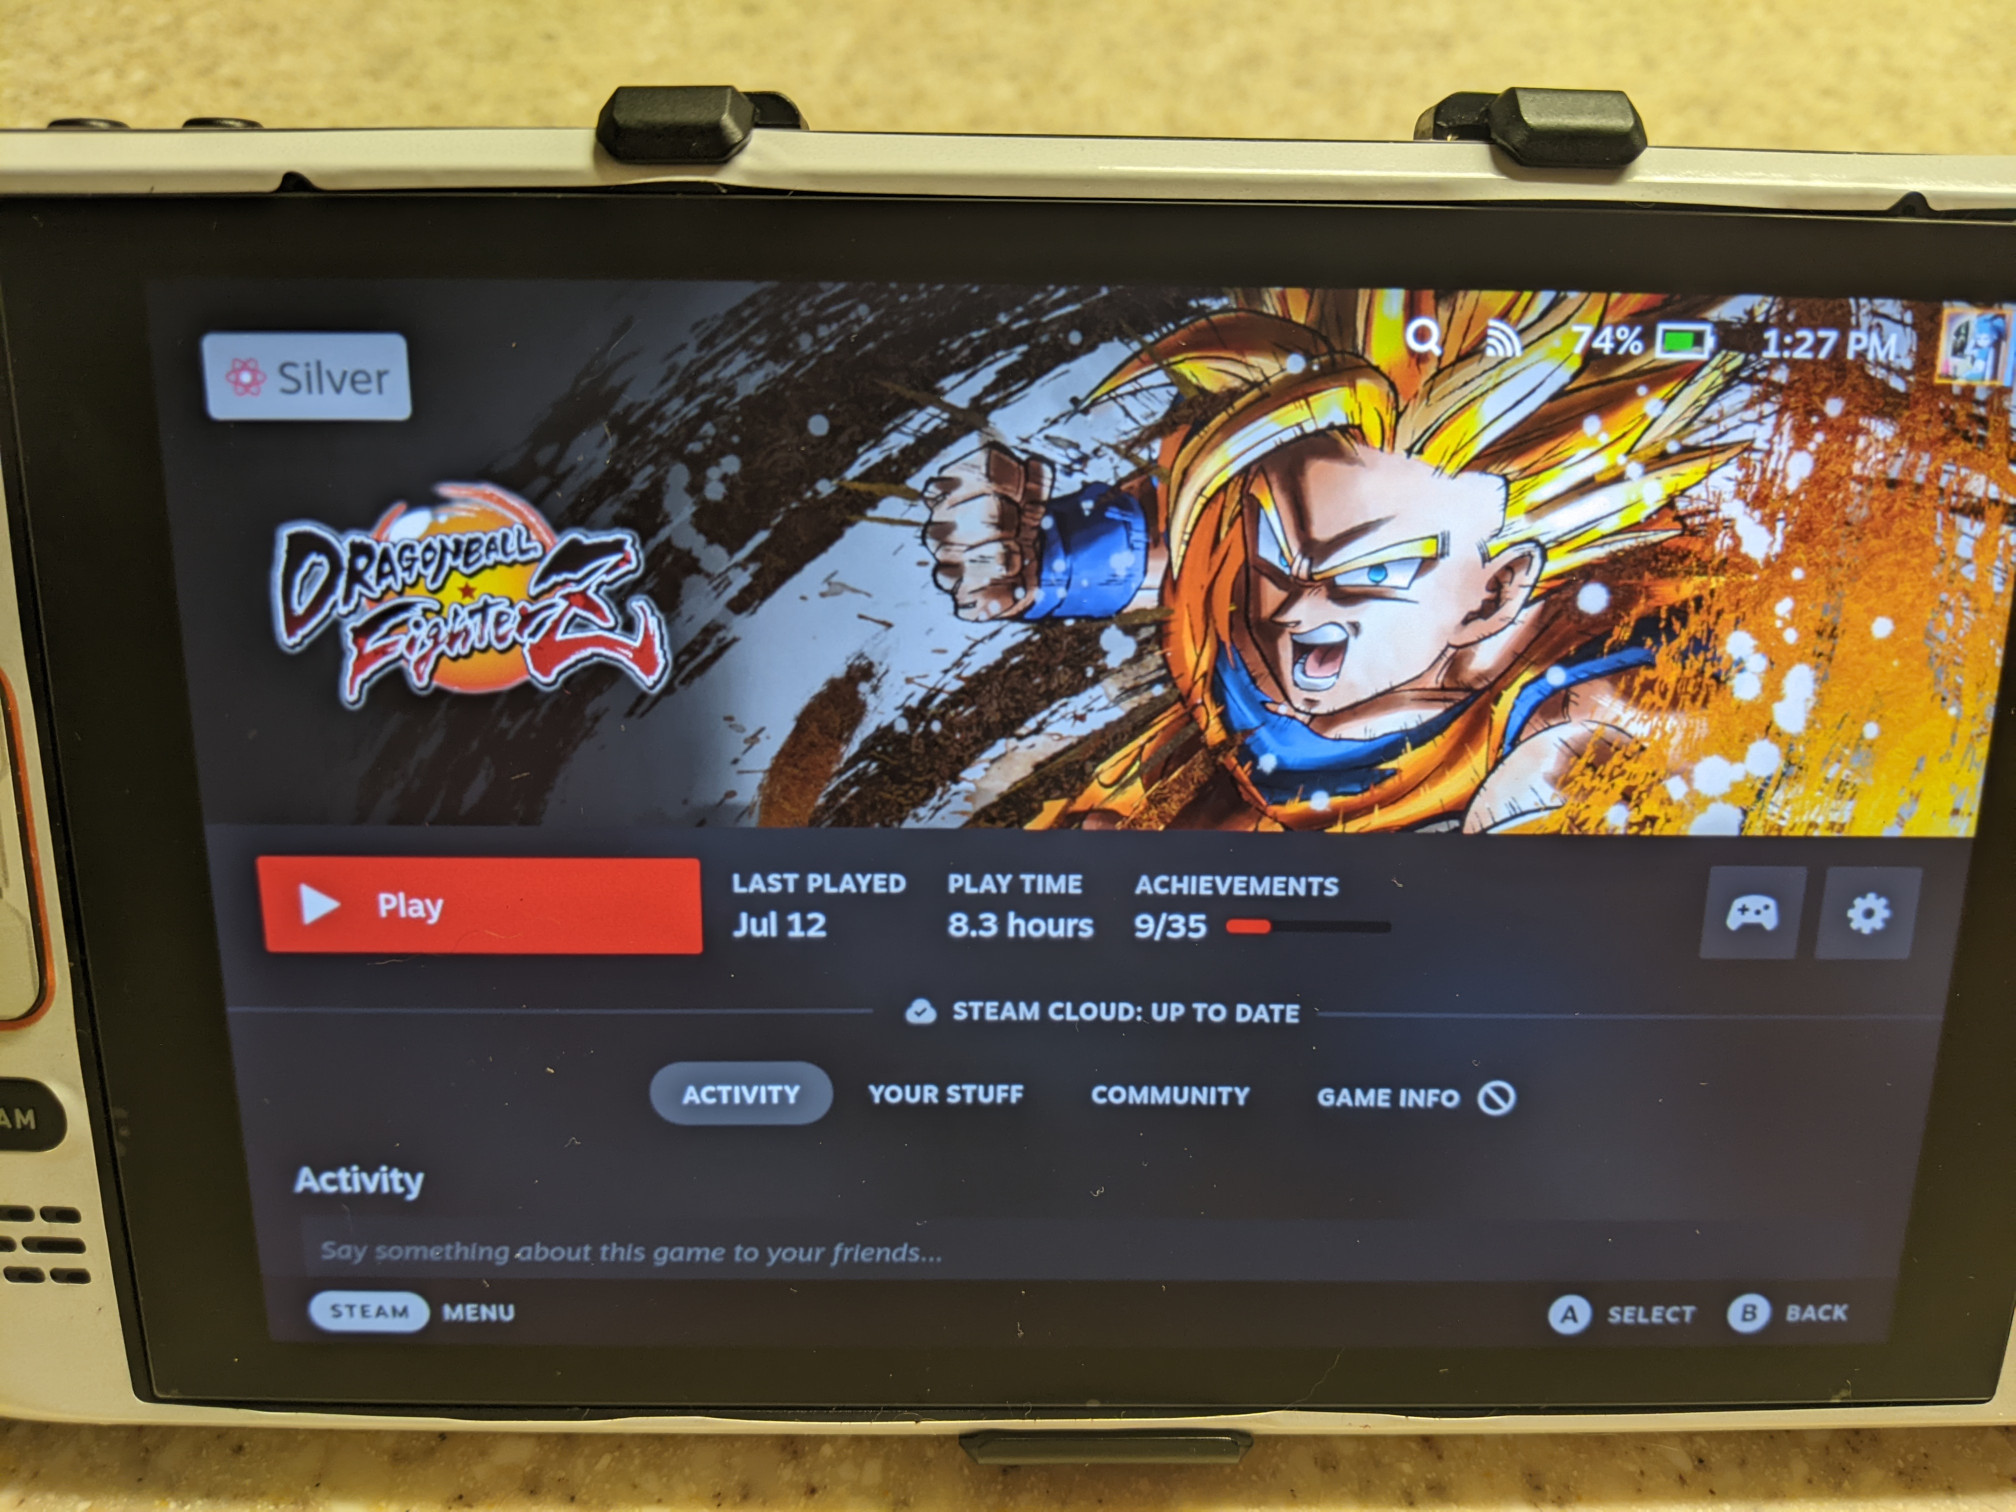 74% 1:27 PM
Silver
DRAGONBALL
FighterZ
Play
LAST PLAYED
Jul 12
PLAY TIME
8.3 hours
ACHIEVEMENTS
9/35
STEAM CLOUD: UP TO DATE
ACTIVITY YOUR STUFF COMMUNITY GAME INFO
AM
Activity
Say something about this game to your friends...
STEAM MENU
A SELECT B BACK